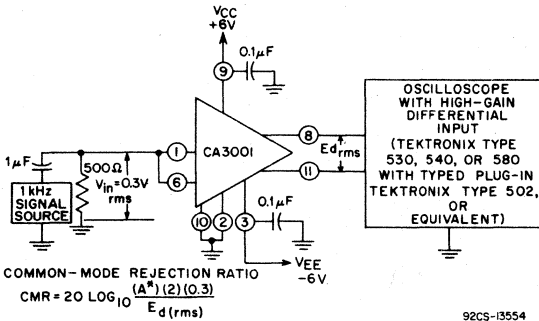 VCC
+6V
0.1μF
9
OSCILLOSCOPE
WITH HIGH-GAIN
DIFFERENTIAL
INPUT
(TEKTRONIX TYPE
530, 540, OR 580
WITH TYPED PLUG-IN
TEKTRONIX TYPE 502,
OR
EQUIVALENT)
8
Ed rms
11
CA3001
1
6
1μF
500Ω
Vin=0.3V
rms
1 kHz
SIGNAL
SOURCE
10
2
3
0.1μF
VEE
-6V
COMMON-MODE REJECTION RATIO
CMR = 20 LOG10 (A*)(2)(0.3)
Ed(rms)
92CS-13554